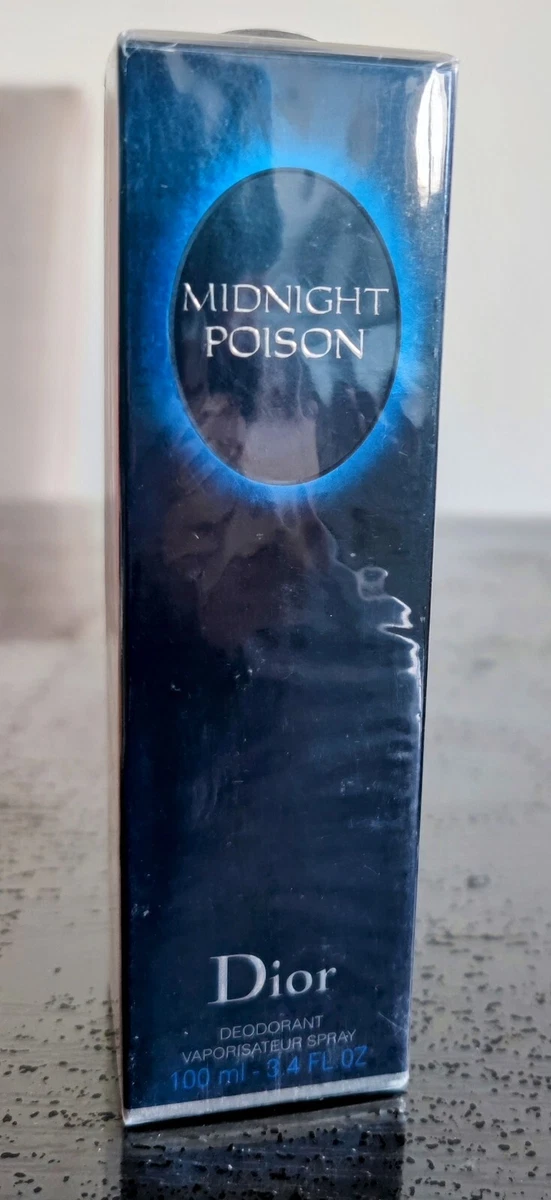 MIDNIGHT
POISON
Dior
DEODORANT
VAPORISATEUR SPRAY
100 ml - 3.4 FL OZ